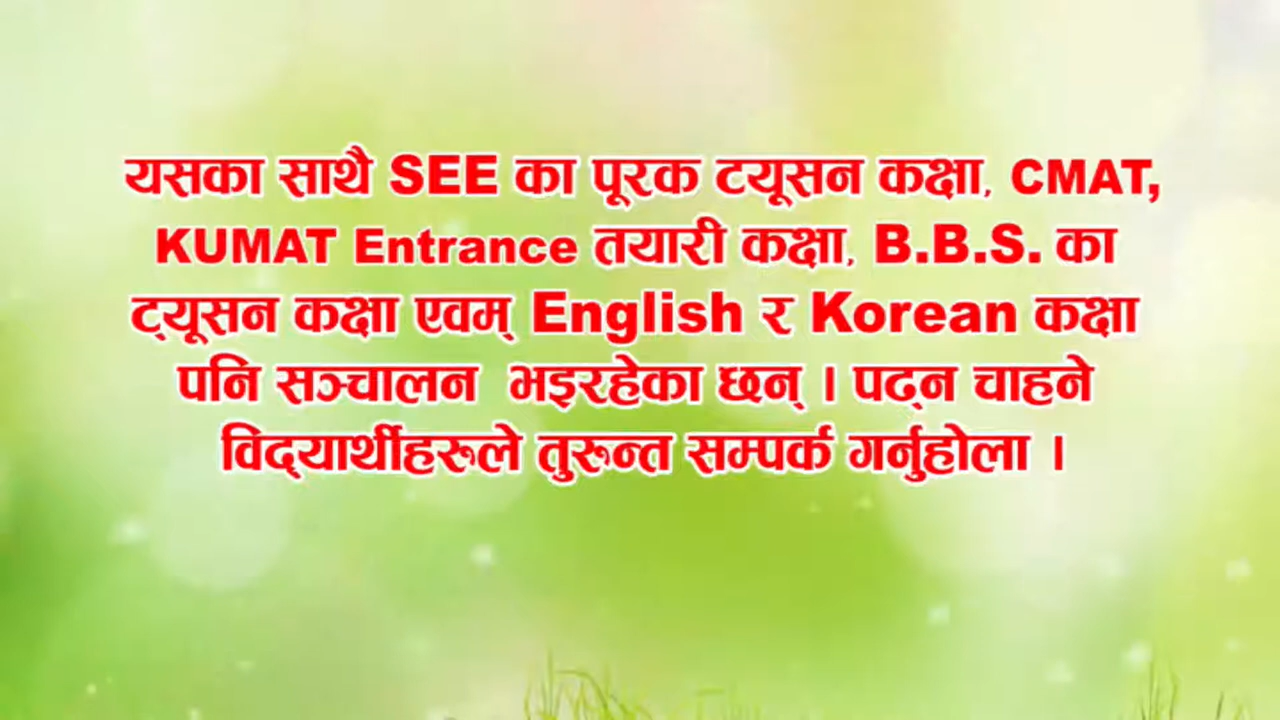 यसका साथै SEE का पूरक टयूसन कक्षा, CMAT,
KUMAT Entrance तयारी कक्षा, B.B.S. का
ट्यूसन कक्षा एवम् English र Korean कक्षा
पनि सञ्चालन भइरहेका छन् । पढ्न चाहने
विद्यार्थीहरुले तुरुन्त सम्पर्क गर्नुहोला ।